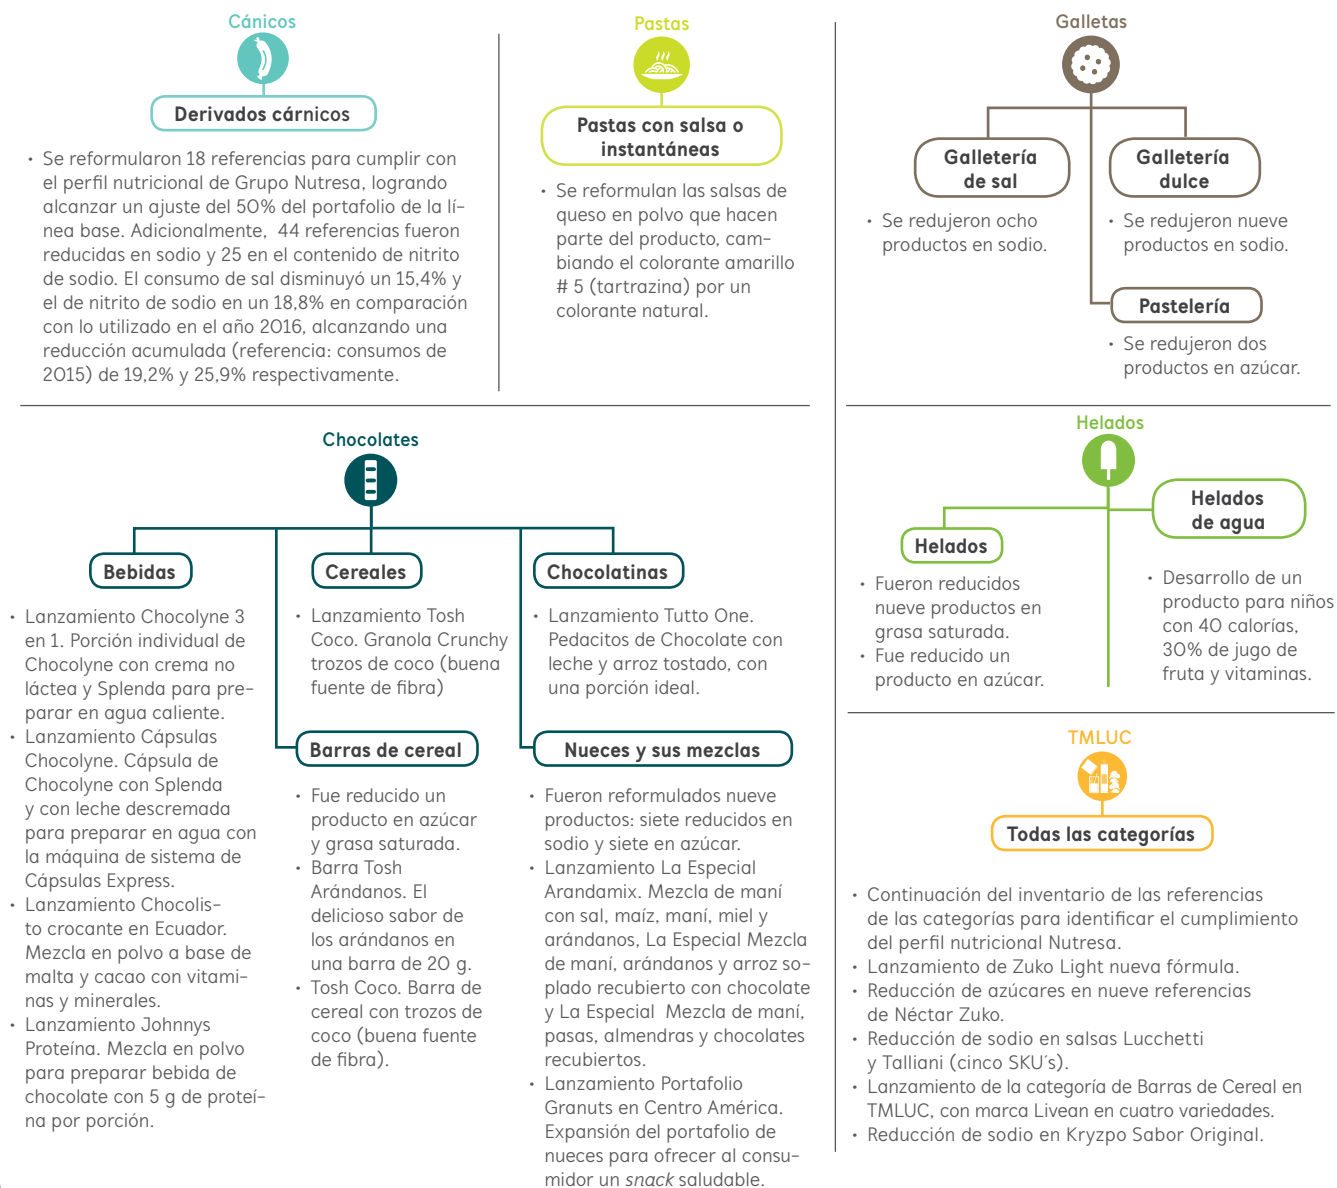 Cánicos
Derivados cárnicos
• Se reformularon 18 referencias para cumplir con
el perfil nutricional de Grupo Nutresa, logrando
alcanzar un ajuste del 50% del portafolio de la lí-
nea base. Adicionalmente, 44 referencias fueron
reducidas en sodio y 25 en el contenido de nitrito
de sodio. El consumo de sal disminuyó un 15,4% y
el de nitrito de sodio en un 18,8% en comparación
con lo utilizado en el año 2016, alcanzando una
reducción acumulada (referencia: consumos de
2015) de 19,2% y 25,9% respectivamente.
Pastas
Pastas con salsa o
instantáneas
• Se reformulan las salsas de
queso en polvo que hacen
parte del producto, cam-
biando el colorante amarillo
# 5 (tartrazina) por un
colorante natural.
Galletas
Galletería
de sal
• Se redujeron ocho
productos en sodio.
Galletería
dulce
• Se redujeron nueve
productos en sodio.
Pastelería
• Se redujeron dos
productos en azúcar.
Chocolates
Bebidas
• Lanzamiento Chocolyne 3
en 1. Porción individual de
Chocolyne con crema no
láctea y Splenda para pre-
parar en agua caliente.
• Lanzamiento Cápsulas
Chocolyne. Cápsula de
Chocolyne con Splenda
y con leche descremada
para preparar en agua con
la máquina de sistema de
Cápsulas Express.
• Lanzamiento Chocolis-
to crocante en Ecuador.
Mezcla en polvo a base de
malta y cacao con vitami-
nas y minerales.
• Lanzamiento Johnnys
Proteína. Mezcla en polvo
para preparar bebida de
chocolate con 5 g de proteí-
na por porción.
Cereales
• Lanzamiento Tosh
Coco. Granola Crunchy
trozos de coco (buena
fuente de fibra)
Barras de cereal
• Fue reducido un
producto en azúcar
y grasa saturada.
• Barra Tosh
Arándanos. El
delicioso sabor de
los arándanos en
una barra de 20 g.
• Tosh Coco. Barra de
cereal con trozos de
coco (buena fuente
de fibra).
Chocolatinas
• Lanzamiento Tutto One.
Pedacitos de Chocolate con
leche y arroz tostado, con
una porción ideal.
Nueces y sus mezclas
• Fueron reformulados nueve
productos: siete reducidos en
sodio y siete en azúcar.
• Lanzamiento La Especial
Arandamix. Mezcla de maní
con sal, maíz, maní, miel y
arándanos, La Especial Mezcla
de maní, arándanos y arroz so-
plado recubierto con chocolate
y La Especial Mezcla de maní,
pasas, almendras y chocolates
recubiertos.
• Lanzamiento Portafolio
Granuts en Centro América.
Expansión del portafolio de
nueces para ofrecer al consu-
midor un snack saludable.
Helados
Helados
• Fueron reducidos
nueve productos en
grasa saturada.
• Fue reducido un
producto en azúcar.
Helados
de agua
• Desarrollo de un
producto para niños
con 40 calorías,
30% de jugo de
fruta y vitaminas.
TMLUC
Todas las categorías
• Continuación del inventario de las referencias
de las categorías para identificar el cumplimiento
del perfil nutricional Nutresa.
• Lanzamiento de Zuko Light nueva fórmula.
• Reducción de azúcares en nueve referencias
de Néctar Zuko.
• Reducción de sodio en salsas Lucchetti
y Talliani (cinco SKU´s).
• Lanzamiento de la categoría de Barras de Cereal en
TMLUC, con marca Livean en cuatro variedades.
• Reducción de sodio en Kryzpo Sabor Original.